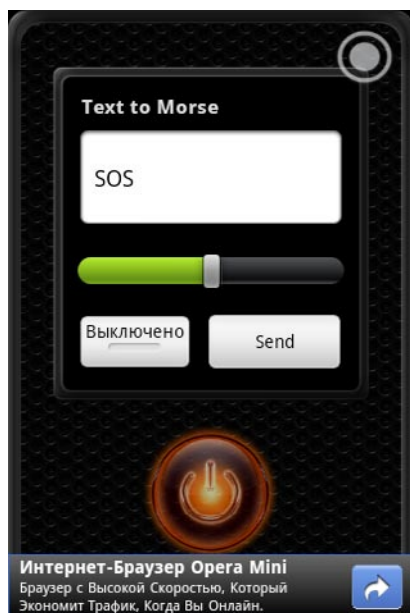 Text to Morse
SOS
Выключено
Send
Интернет-Браузер Opera Mini
Браузер с Высокой Скоростью, Который
Экономит Трафик, Когда Вы Онлайн.